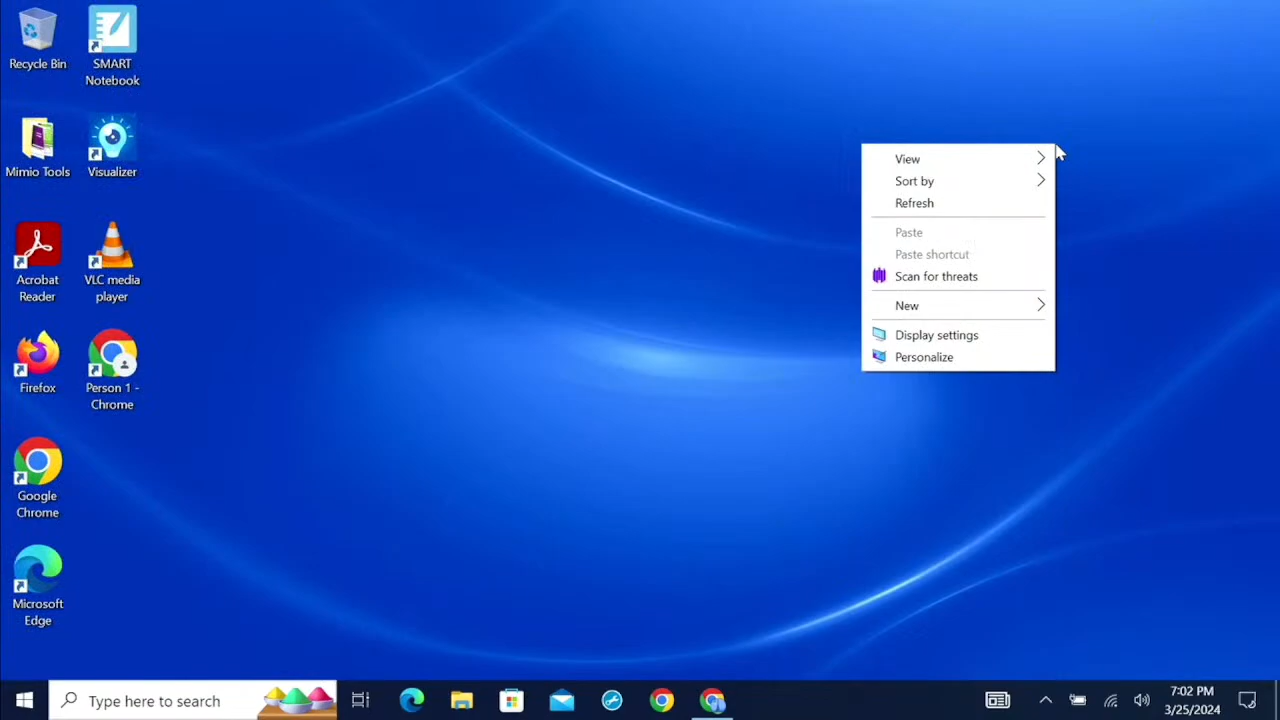 Recycle Bin
SMART
Notebook
Mimio Tools
Visualizer
Acrobat
Reader
VLC media
player
Firefox
Person 1 -
Chrome
Google
Chrome
Microsoft
Edge
View
Sort by
Refresh
Paste
Paste shortcut
Scan for threats
New
Display settings
Personalize
Type here to search
7:02 PM
3/25/2024